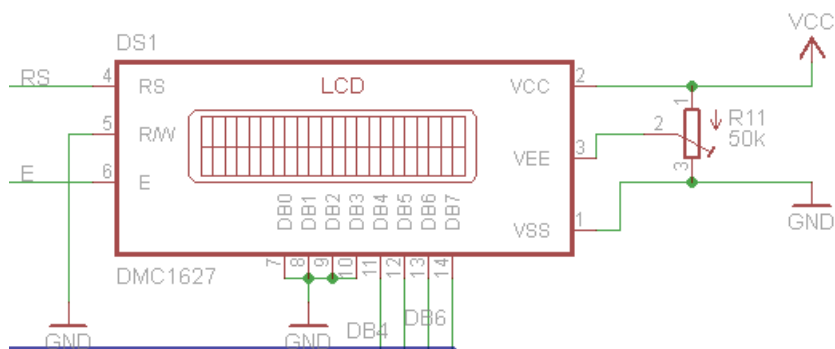 VCC
DS1
RS 4 RS LCD VCC 2
1 R11
5 R/W 2 50k
VEE 3
E 6 E 3
DB0 DB1 DB2 DB3 DB4 DB5 DB6 DB7
VSS 1
GND
7 8 9 10 11 12 13 14
DMC1627
GND GND DB4 DB6